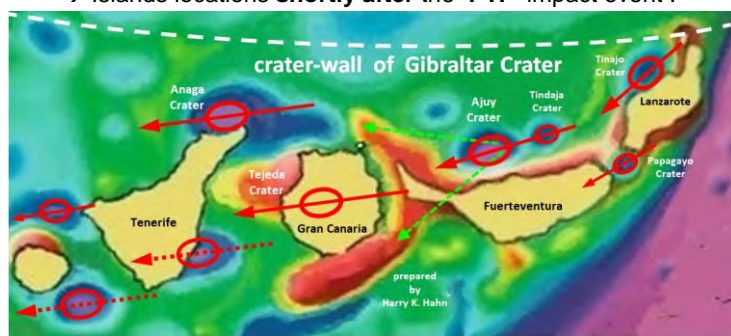 → islands locations shortly after the "PTI" – impact event !
crater-wall of Gibraltar Crater
Tinajo
Crater
Anaga
Crater
Ajuy
Crater
Tindaja
Crater
Lanzarote
Tejeda
Crater
Papagayo
Crater
Tenerife
Gran Canaria
Fuerteventura
prepared
by
Harry K. Hahn